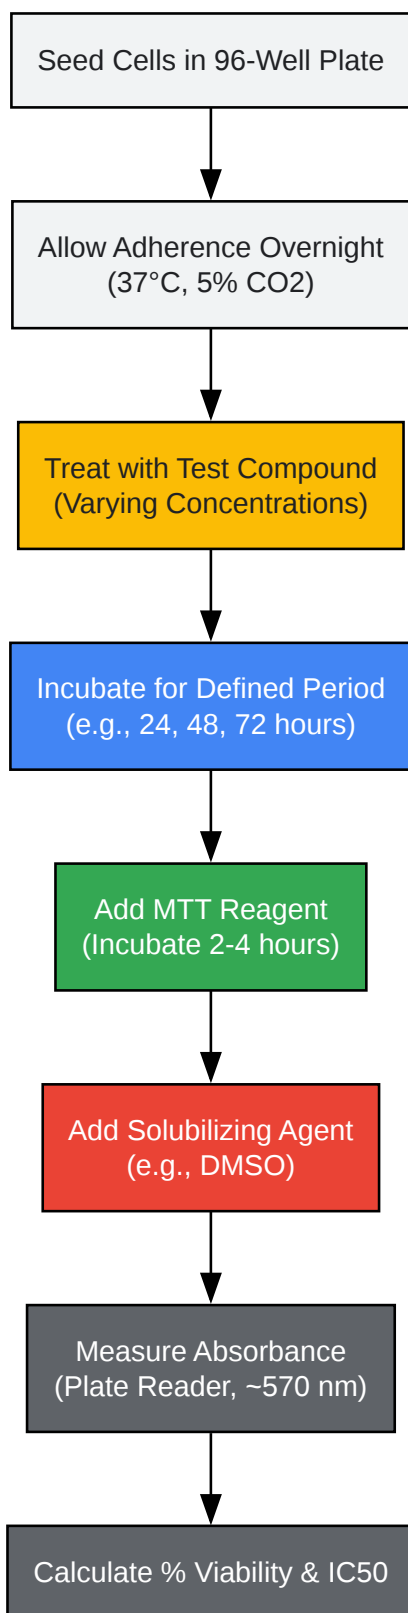 Seed Cells in 96-Well Plate
Allow Adherence Overnight
(37°C, 5% CO2)
Treat with Test Compound
(Varying Concentrations)
Incubate for Defined Period
(e.g., 24, 48, 72 hours)
Add MTT Reagent
(Incubate 2-4 hours)
Add Solubilizing Agent
(e.g., DMSO)
Measure Absorbance
(Plate Reader, ~570 nm)
Calculate % Viability & IC50